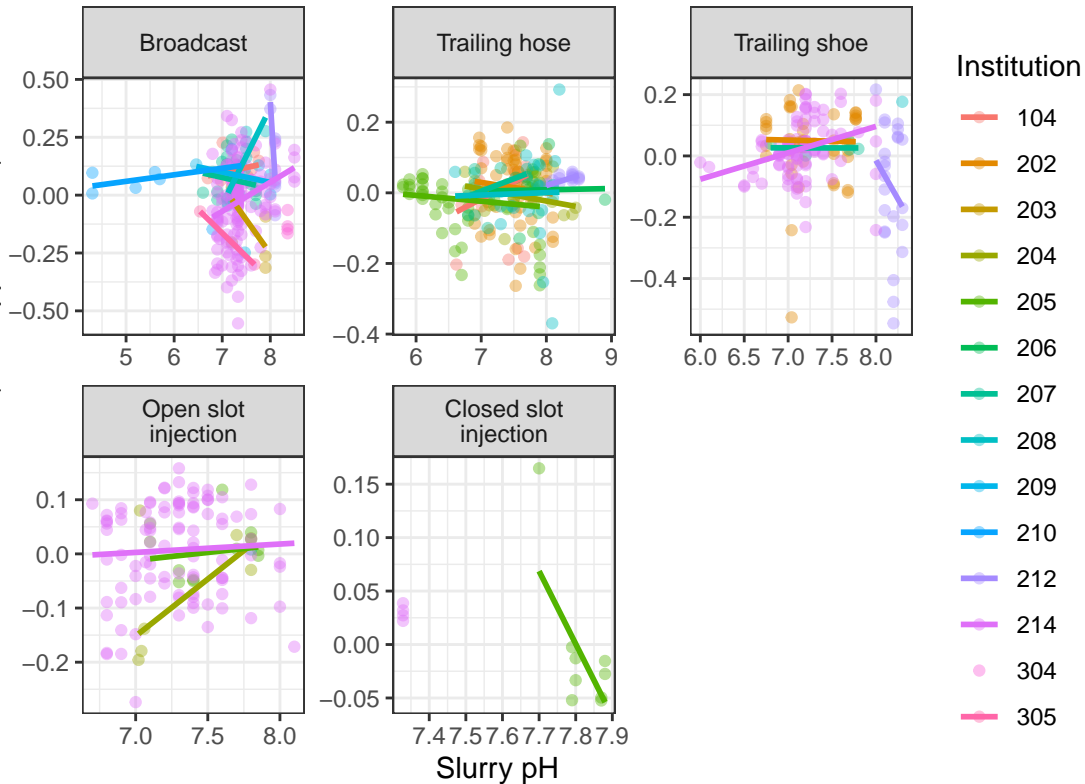 Broadcast
Trailing hose
Trailing shoe
0.50
0.25
0.00
−0.25
−0.50
5 6 7 8
0.2
0.0
−0.2
−0.4
6 7 8 9
0.2
0.0
−0.2
−0.4
6.0 6.5 7.0 7.5 8.0
Open slot
injection
Closed slot
injection
0.1
0.0
−0.1
−0.2
7.0 7.5 8.0
0.15
0.10
0.05
0.00
−0.05
7.4 7.5 7.6 7.7 7.8 7.9
Slurry pH
Institution
104
202
203
204
205
206
207
208
209
210
212
214
304
305